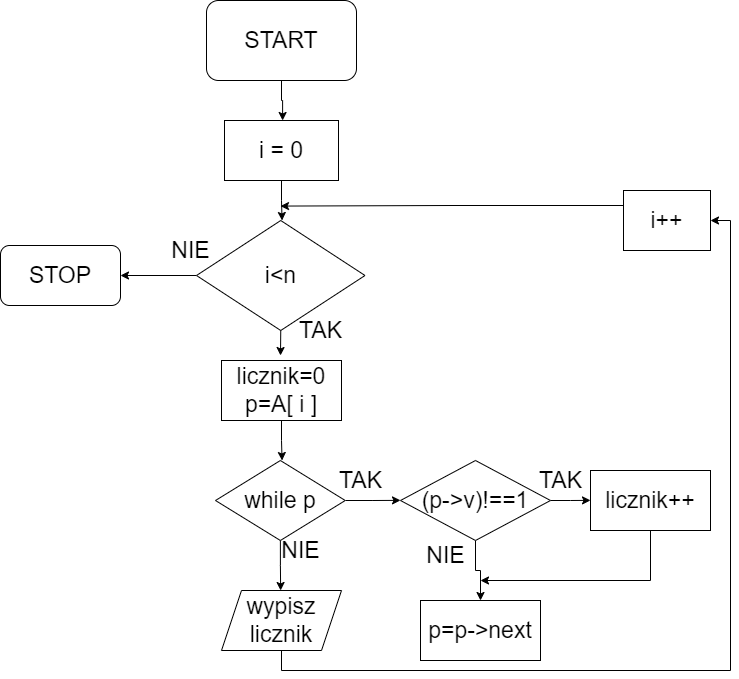 START
i = 0
i++
NIE
STOP
i<n
TAK
licznik=0
p=A[ i ]
while p
TAK
(p->v)!==1
TAK
licznik++
NIE
NIE
wypisz
licznik
p=p->next